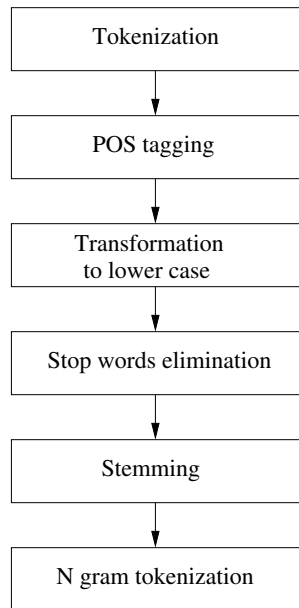 Tokenization
POS tagging
Transformation
to lower case
Stop words elimination
Stemming
N gram tokenization